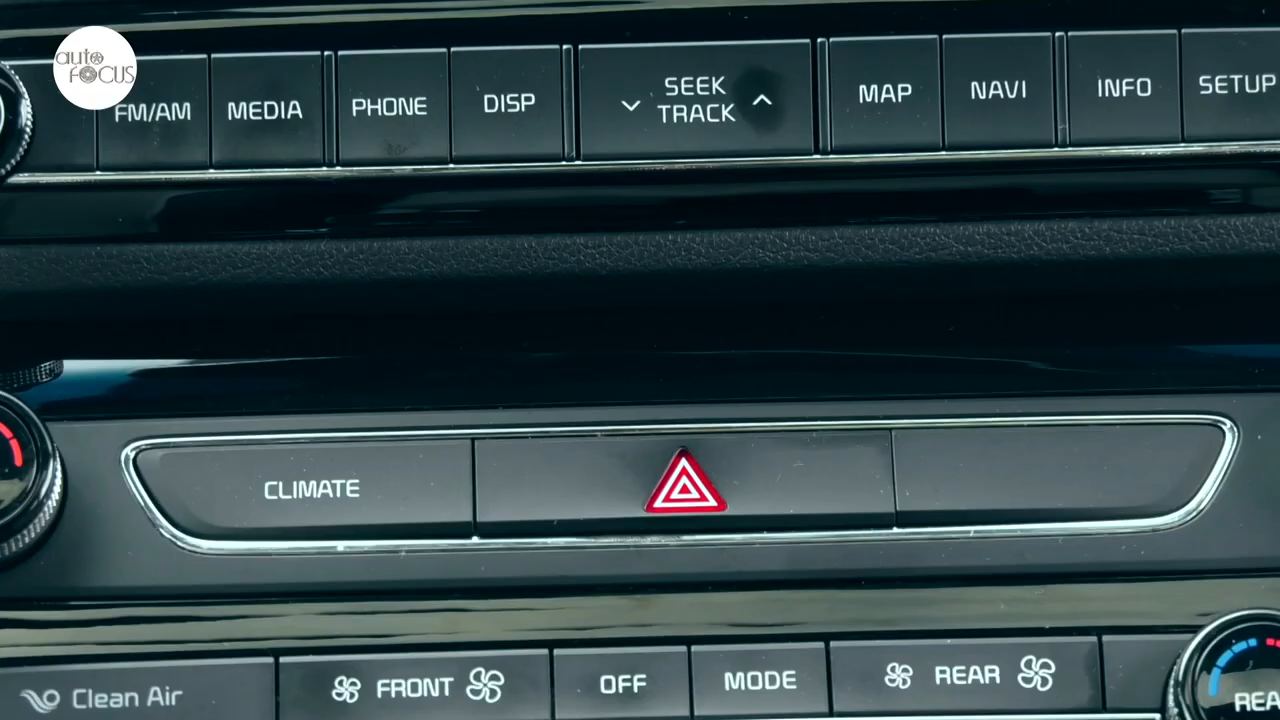 auto
FOCUS
FM/AM MEDIA PHONE DISP SEEK TRACK MAP NAVI INFO SETUP
CLIMATE
Clean Air FRONT OFF MODE REAR